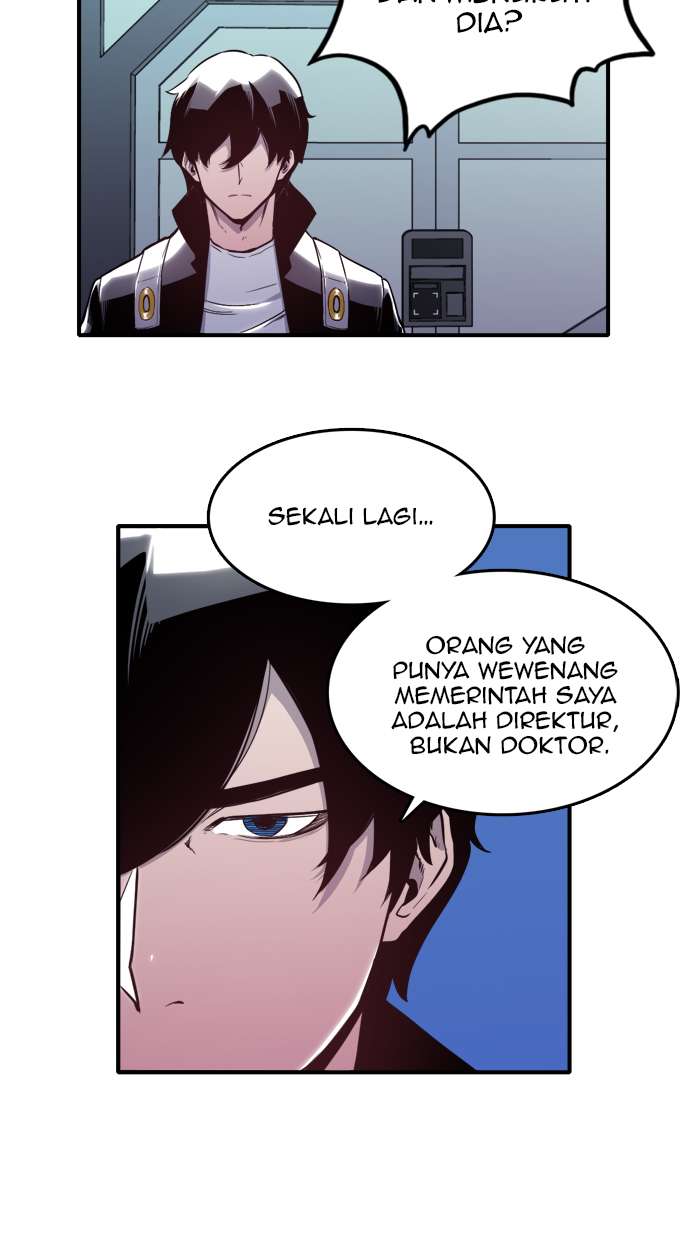 DIA?
SEKALI LAGI...
ORANG YANG
PUNYA WEWENANG
MEMERINTAH SAYA
ADALAH DIREKTUR,
BUKAN DOKTOR.